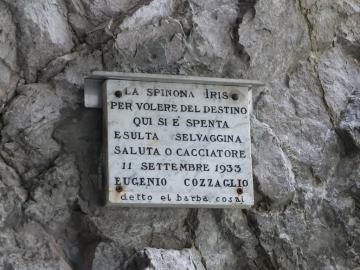 LA SPINONA IRIS
PER VOLERE DEL DESTINO
QUI SI E' SPENTA
ESULTA SELVAGGINA
SALUTA O CACCIATORE
11 SETTEMBRE 1933
EUGENIO COZZAGLIO
detto el barba cozai